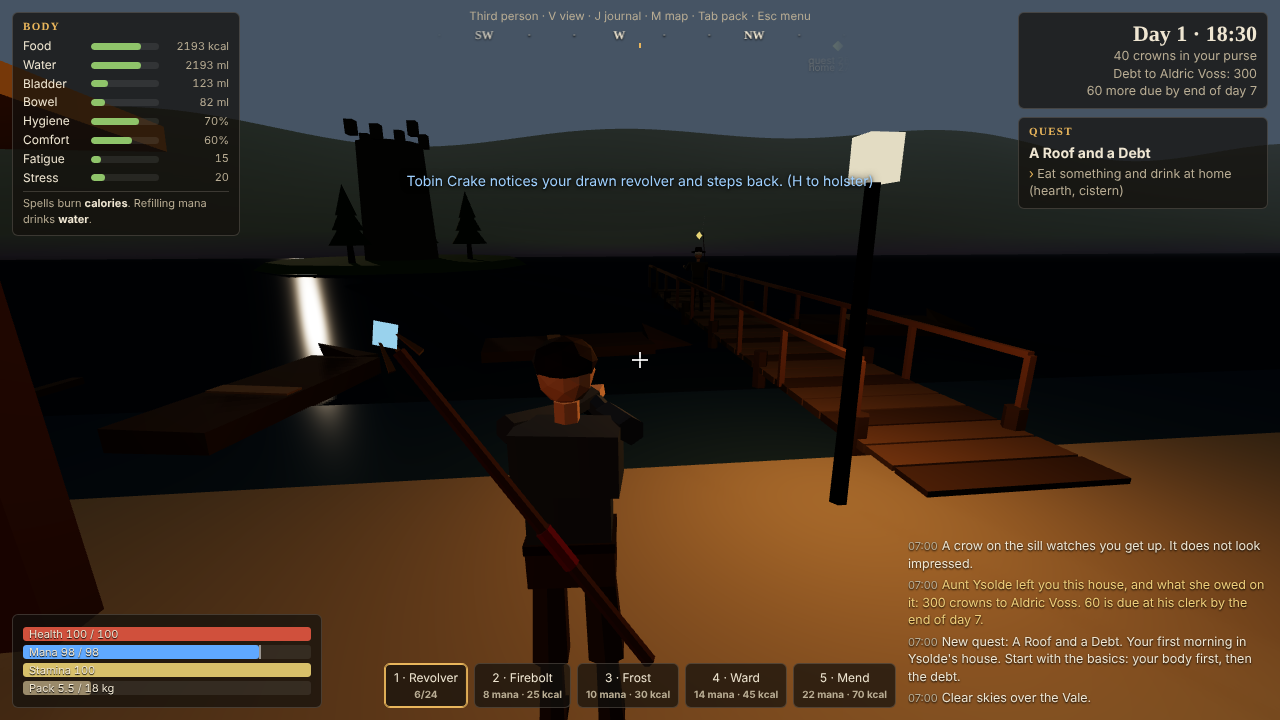 BODY
Food 2193 kcal
Water 2193 ml
Bladder 123 ml
Bowel 82 ml
Hygiene 70%
Comfort 60%
Fatigue 15
Stress 20
Spells burn calories. Refilling mana
drinks water.
Third person · V view · J journal · M map · Tab pack · Esc menu
SW W NW
quest
home
Day 1 · 18:30
40 crowns in your purse
Debt to Aldric Voss: 300
60 more due by end of day 7
QUEST
A Roof and a Debt
› Eat something and drink at home
(hearth, cistern)
Tobin Crake notices your drawn revolver and steps back. (H to holster)
07:00 A crow on the sill watches you get up. It does not look
impressed.
07:00 Aunt Ysolde left you this house, and what she owed on
it: 300 crowns to Aldric Voss. 60 is due at his clerk by the
end of day 7.
07:00 New quest: A Roof and a Debt. Your first morning in
Ysolde's house. Start with the basics: your body first, then
the debt.
07:00 Clear skies over the Vale.
Health 100 / 100
Mana 98 / 98
Stamina 100
Pack 5.5 / 18 kg
1 · Revolver
6/24
2 · Firebolt
8 mana · 25 kcal
3 · Frost
10 mana · 30 kcal
4 · Ward
14 mana · 45 kcal
5 · Mend
22 mana · 70 kcal